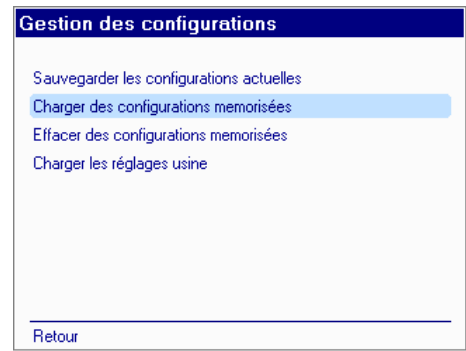 Gestion des configurations
Sauvegarder les configurations actuelles
Charger des configurations memorisées
Effacer des configurations memorisées
Charger les réglages usine
Retour